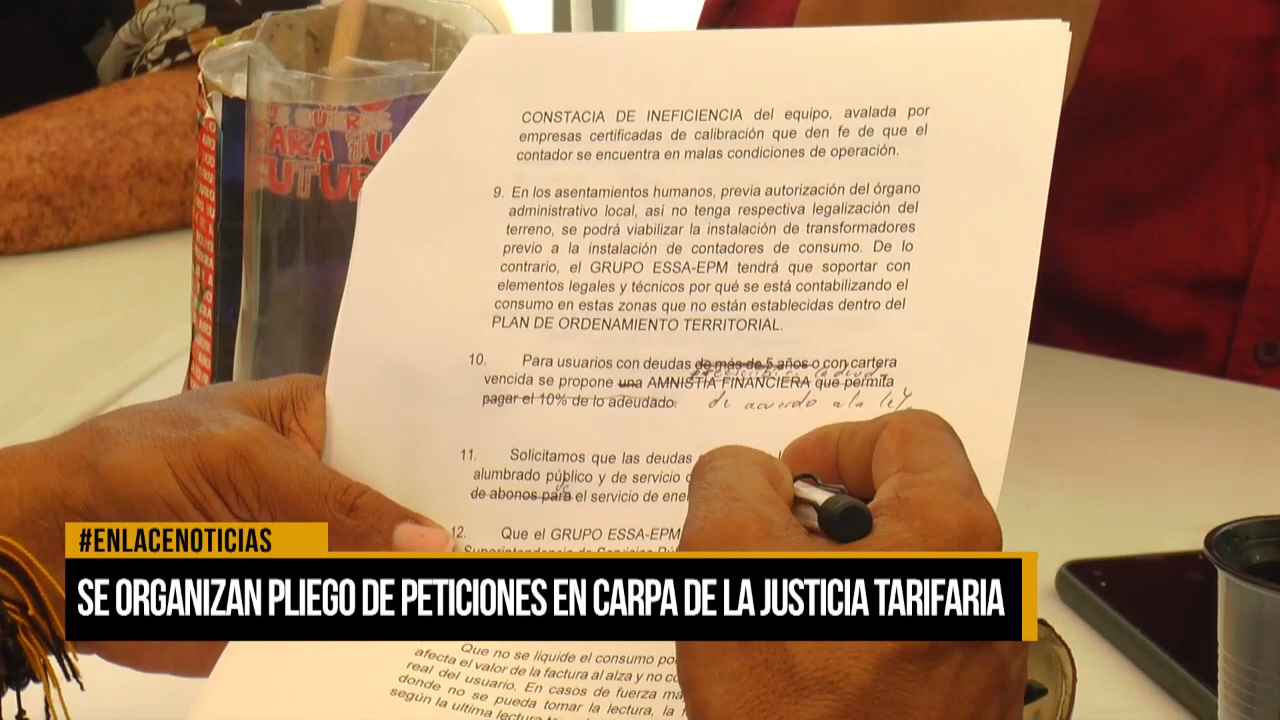 CONSTACIA DE INEFICIENCIA del equipo, avalada por
empresas certificadas de calibración que den fe de que el
contador se encuentra en malas condiciones de operación.
9. En los asentamientos humanos, previa autorización del órgano
administrativo local, así no tenga respectiva legalización del
terreno, se podrá viabilizar la instalación de transformadores
previo a la instalación de contadores de consumo. De lo
contrario, el GRUPO ESSA-EPM tendrá que soportar con
elementos legales y técnicos por qué se está contabilizando el
consumo en estas zonas que no están establecidas dentro del
PLAN DE ORDENAMIENTO TERRITORIAL.
10. Para usuarios con deudas de más de 5 años o con cartera
la deuda
vencida se propone una AMNISTÍA FINANCIERA que permita
pagar el 10% de lo adeudado. de acuerdo a la ley.
11. Solicitamos que las deudas
alumbrado público y de servicio
de
de abonos para el servicio de ene
12. Que el GRUPO ESSA-EPM
Que no se liquide el consumo po
afecta el valor de la factura al alza y no co
real del usuario. En casos de fuerza ma
donde no se pueda tomar la lectura, la
según la ultima lectura
PARA TU
FUTUR
#ENLACENOTICIAS
SE ORGANIZAN PLIEGO DE PETICIONES EN CARPA DE LA JUSTICIA TARIFARIA